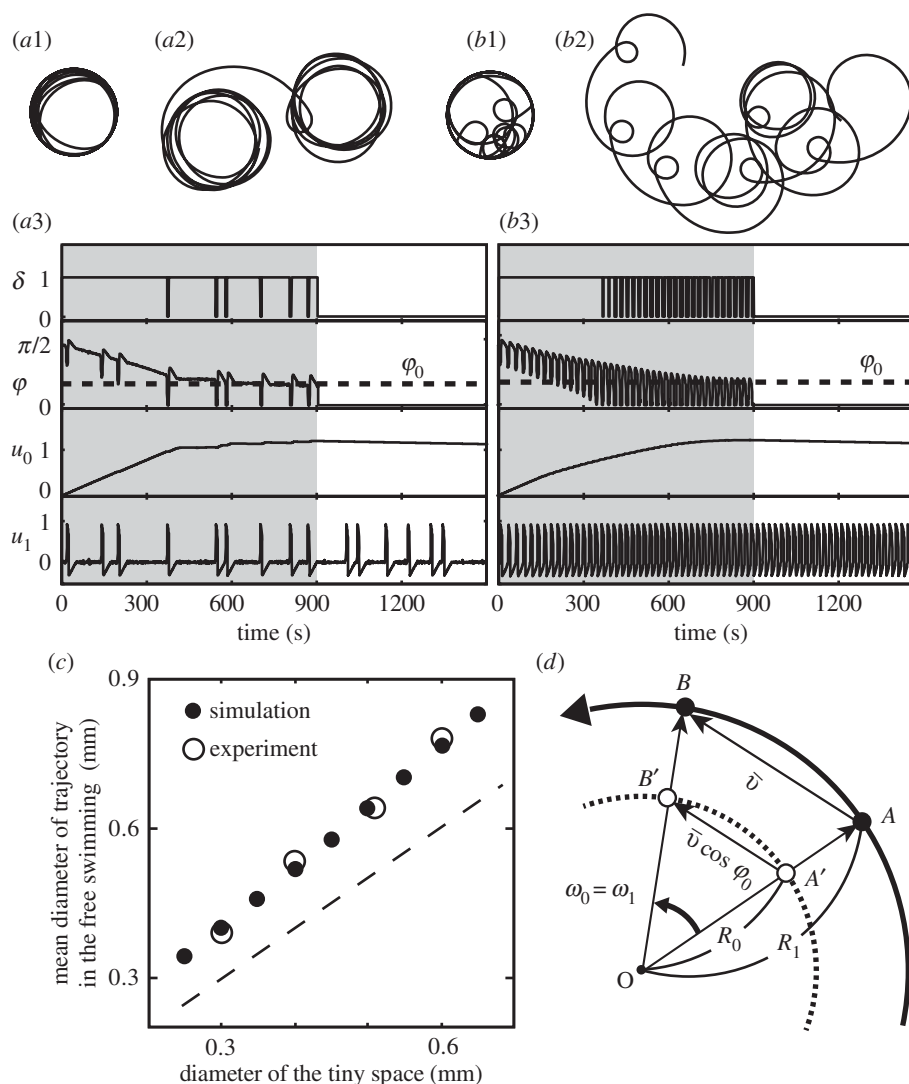 (a1)
(a2)
(b1)
(b2)
(a3)
(b3)
δ 1
0
π/2
φ
0
φ₀
φ₀
u₀ 1
0
u₁ 1
0
0 300 600 900 1200
0 300 600 900 1200
time (s)
time (s)
(c)
(d)
0.9
0.6
0.3
simulation
experiment
mean diameter of trajectory
in the free swimming (mm)
0.3 0.6
diameter of the tiny space (mm)
B
ῡ
B′
A
ῡ cos φ₀
A′
ω₀ = ω₁
R₀
R₁
O